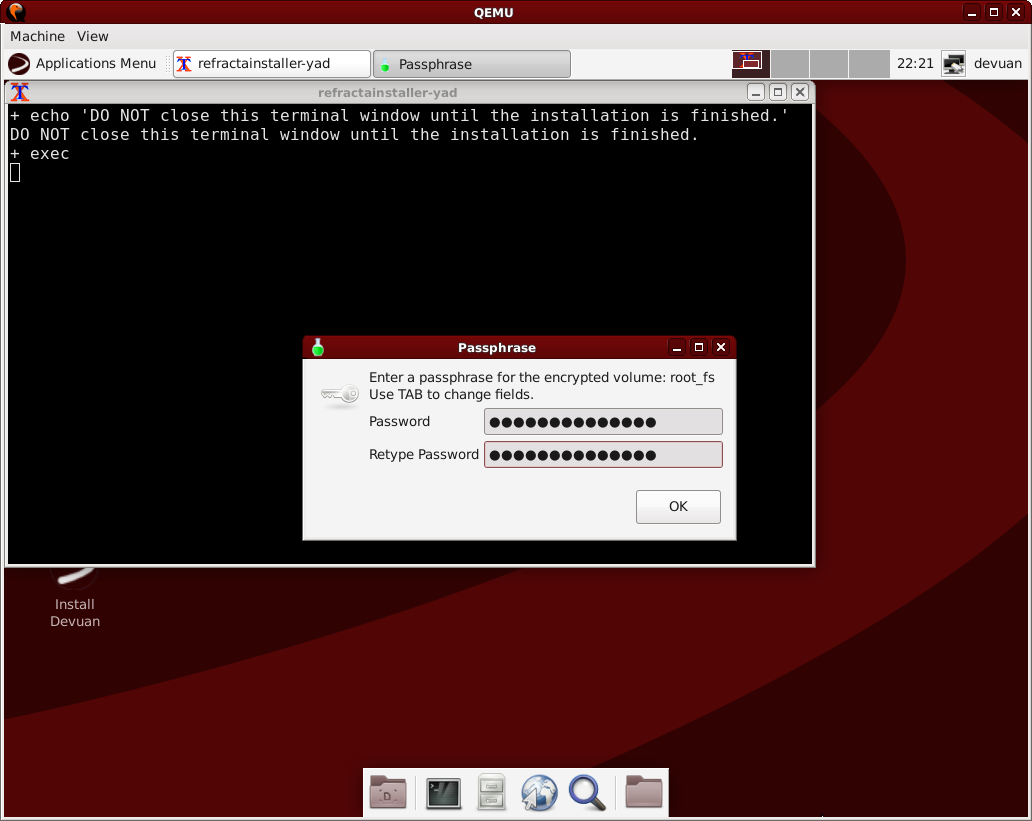 QEMU
Machine View
Applications Menu refractainstaller-yad Passphrase 22:21 devuan
refractainstaller-yad
+ echo 'DO NOT close this terminal window until the installation is finished.'
DO NOT close this terminal window until the installation is finished.
+ exec
Passphrase
Enter a passphrase for the encrypted volume: root_fs
Use TAB to change fields.
Password ●●●●●●●●●●●●●●
Retype Password ●●●●●●●●●●●●●●
OK
Install
Devuan